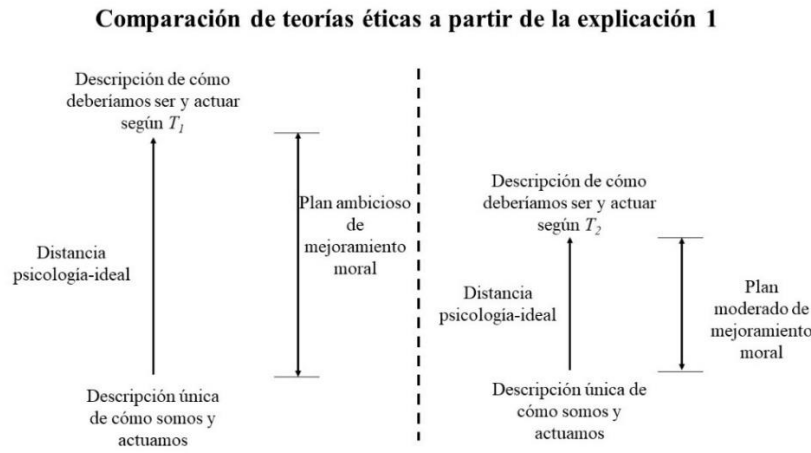 Comparación de teorías éticas a partir de la explicación 1
Descripción de cómo
deberíamos ser y actuar
según T₁
Distancia
psicología-ideal
Plan ambicioso
de
mejoramiento
moral
Descripción única
de cómo somos y
actuamos
Descripción de cómo
deberíamos ser y actuar
según T₂
Distancia
psicología-ideal
Plan
moderado de
mejoramiento
moral
Descripción única de
cómo somos y
actuamos